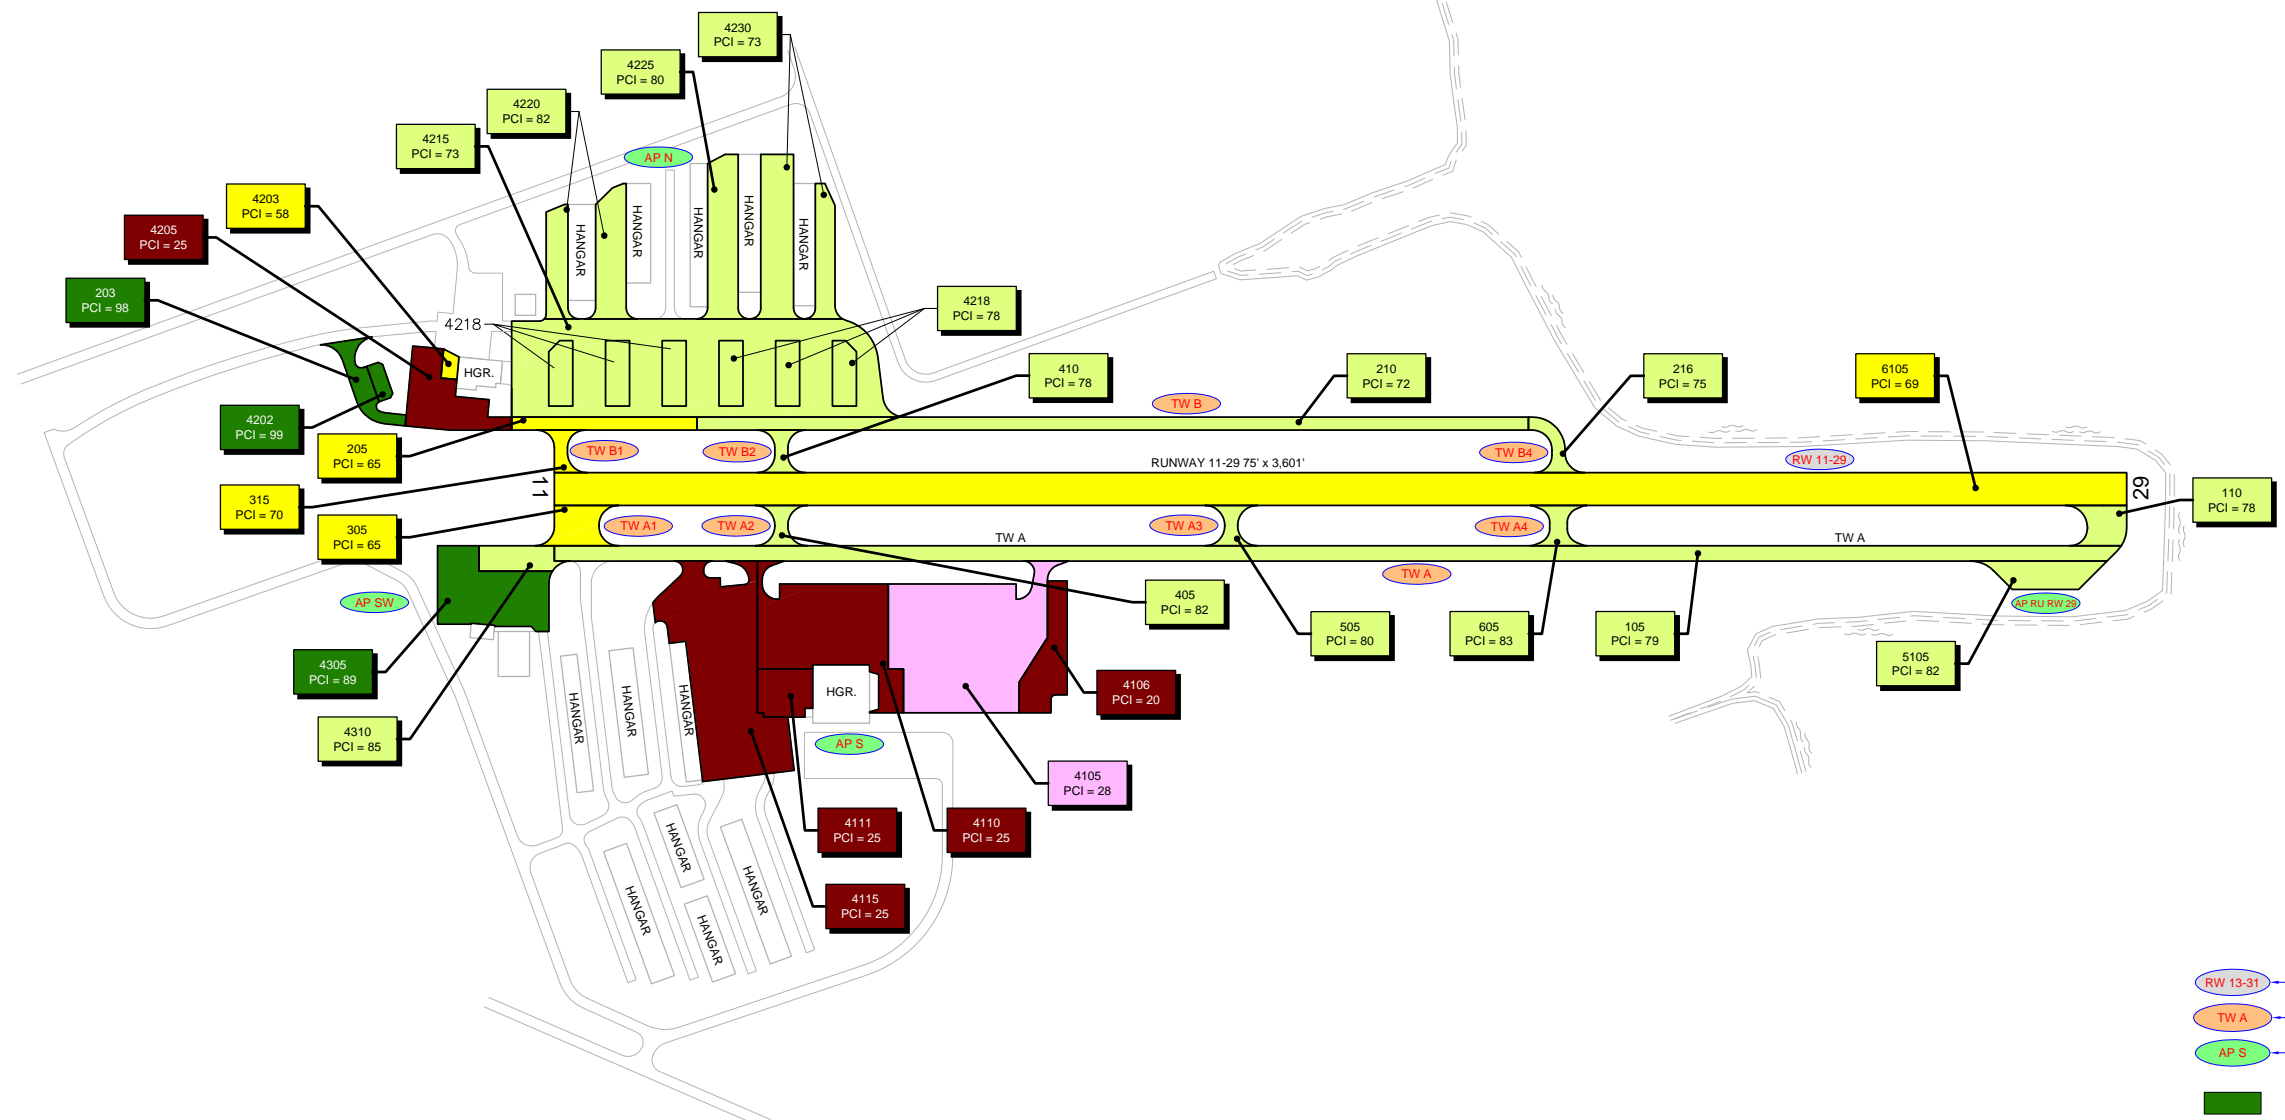 4230
PCI = 73
4225
PCI = 80
4220
PCI = 82
4215
PCI = 73
AP N
4203
PCI = 58
4205
PCI = 25
203
PCI = 98
HANGAR
HANGAR
HANGAR
HANGAR
HANGAR
4218
4218
PCI = 78
HGR.
410
PCI = 78
210
PCI = 72
216
PCI = 75
6105
PCI = 69
4202
PCI = 99
205
PCI = 65
TW B
TW B1
TW B2
TW B4
RUNWAY 11-29 75' x 3,601'
RW 11-29
315
PCI = 70
11
29
110
PCI = 78
305
PCI = 65
TW A1
TW A2
TW A3
TW A4
TW A
TW A
TW A
AP SW
AP RU RW 29
405
PCI = 82
505
PCI = 80
605
PCI = 83
105
PCI = 79
5105
PCI = 82
4305
PCI = 89
4310
PCI = 85
HANGAR
HANGAR
HANGAR
HGR.
4106
PCI = 20
AP S
4105
PCI = 28
4111
PCI = 25
4110
PCI = 25
4115
PCI = 25
HANGAR
HANGAR
HANGAR
HANGAR
RW 13-31
TW A
AP S